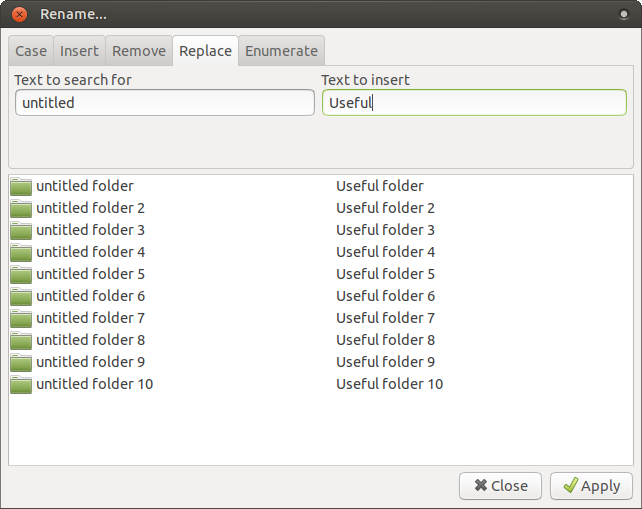 Rename...
Case Insert Remove Replace Enumerate
Text to search for Text to insert
untitled Useful
untitled folder Useful folder
untitled folder 2 Useful folder 2
untitled folder 3 Useful folder 3
untitled folder 4 Useful folder 4
untitled folder 5 Useful folder 5
untitled folder 6 Useful folder 6
untitled folder 7 Useful folder 7
untitled folder 8 Useful folder 8
untitled folder 9 Useful folder 9
untitled folder 10 Useful folder 10
Close Apply